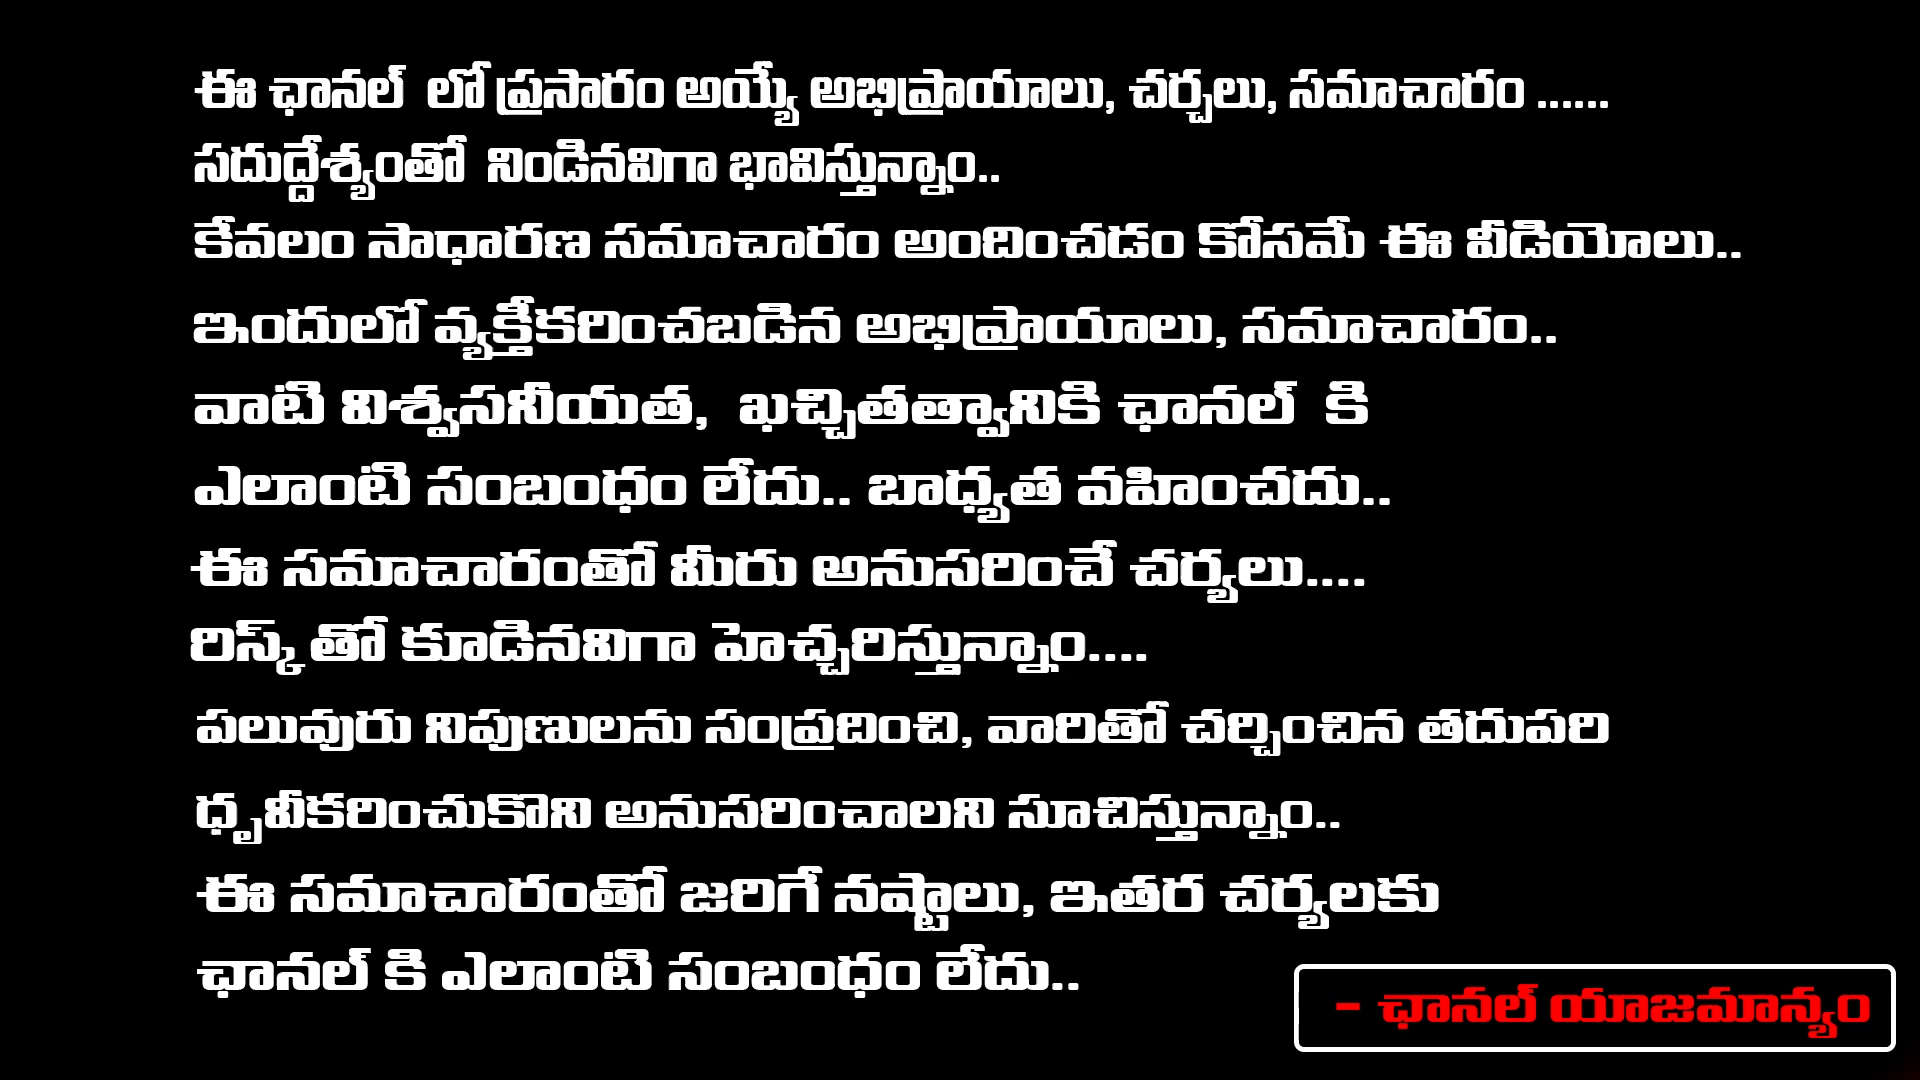 ఈ ఛానల్ లో ప్రసారం అయ్యే అభిప్రాయాలు, చర్చలు, సమాచారం ......
సదుద్దేశ్యంతో నిండినవిగా భావిస్తున్నాం..
కేవలం సాధారణ సమాచారం అందించడం కోసమే ఈ వీడియోలు..
ఇందులో వ్యక్తీకరించబడిన అభిప్రాయాలు, సమాచారం..
వాటి విశ్వసనీయత, ఖచ్చితత్వానికి ఛానల్ కి
ఎలాంటి సంబంధం లేదు.. బాధ్యత వహించదు..
ఈ సమాచారంతో మీరు అనుసరించే చర్యలు....
రిస్క్ తో కూడినవిగా హెచ్చరిస్తున్నాం....
పలువురు నిపుణులను సంప్రదించి, వారితో చర్చించిన తదుపరి
ధృవీకరించుకొని అనుసరించాలని సూచిస్తున్నాం..
ఈ సమాచారంతో జరిగే నష్టాలు, ఇతర చర్యలకు
ఛానల్ కి ఎలాంటి సంబంధం లేదు..
- ఛానల్ యాజమాన్యం